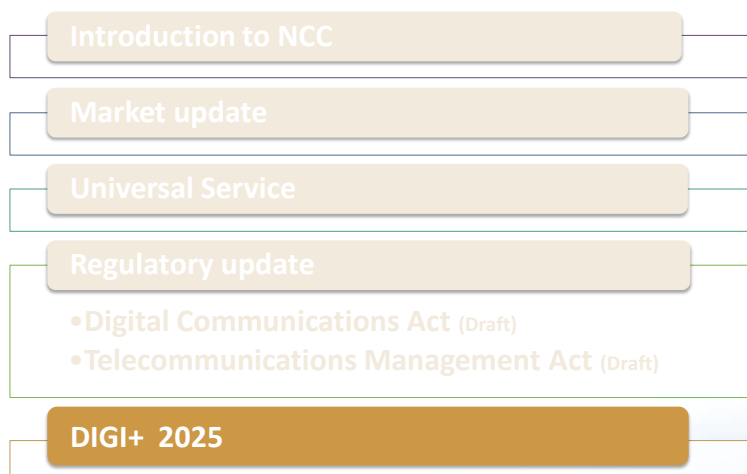 Introduction to NCC
Market update
Universal Service
Regulatory update
•Digital Communications Act (Draft)
•Telecommunications Management Act (Draft)
DIGI+ 2025